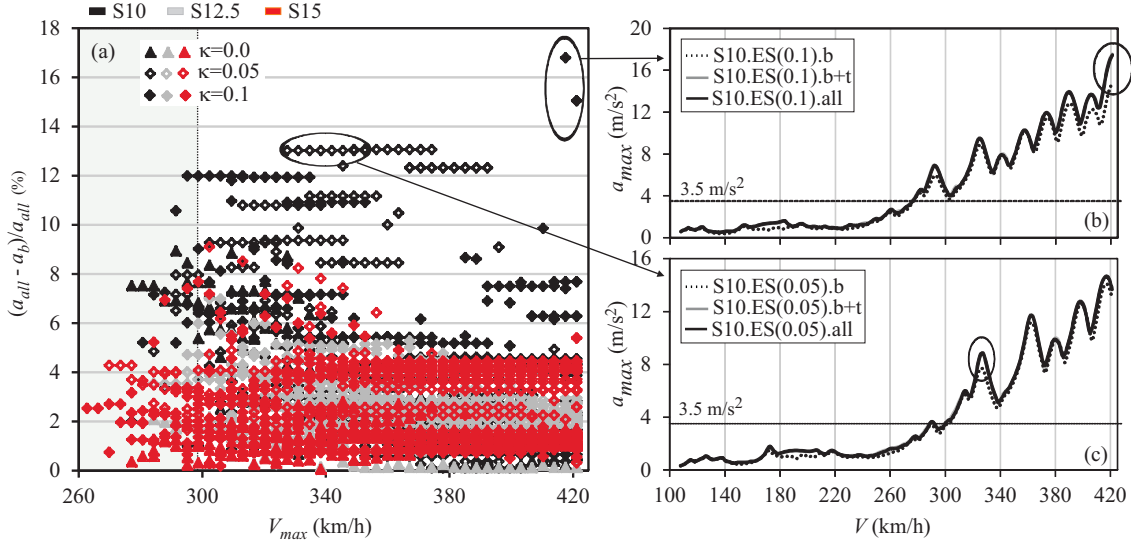 S10 S12.5 S15
(a)
κ=0.0
κ=0.05
κ=0.1
18
16
14
12
10
8
6
4
2
0
(a_all - a_b)/a_all (%)
260 300 340 380 420
V_max (km/h)
S10.ES(0.1).b
S10.ES(0.1).b+t
S10.ES(0.1).all
20
16
12
8
4
0
a_max (m/s²)
3.5 m/s²
(b)
S10.ES(0.05).b
S10.ES(0.05).b+t
S10.ES(0.05).all
16
12
8
4
0
a_max (m/s²)
3.5 m/s²
(c)
100 140 180 220 260 300 340 380 420
V (km/h)